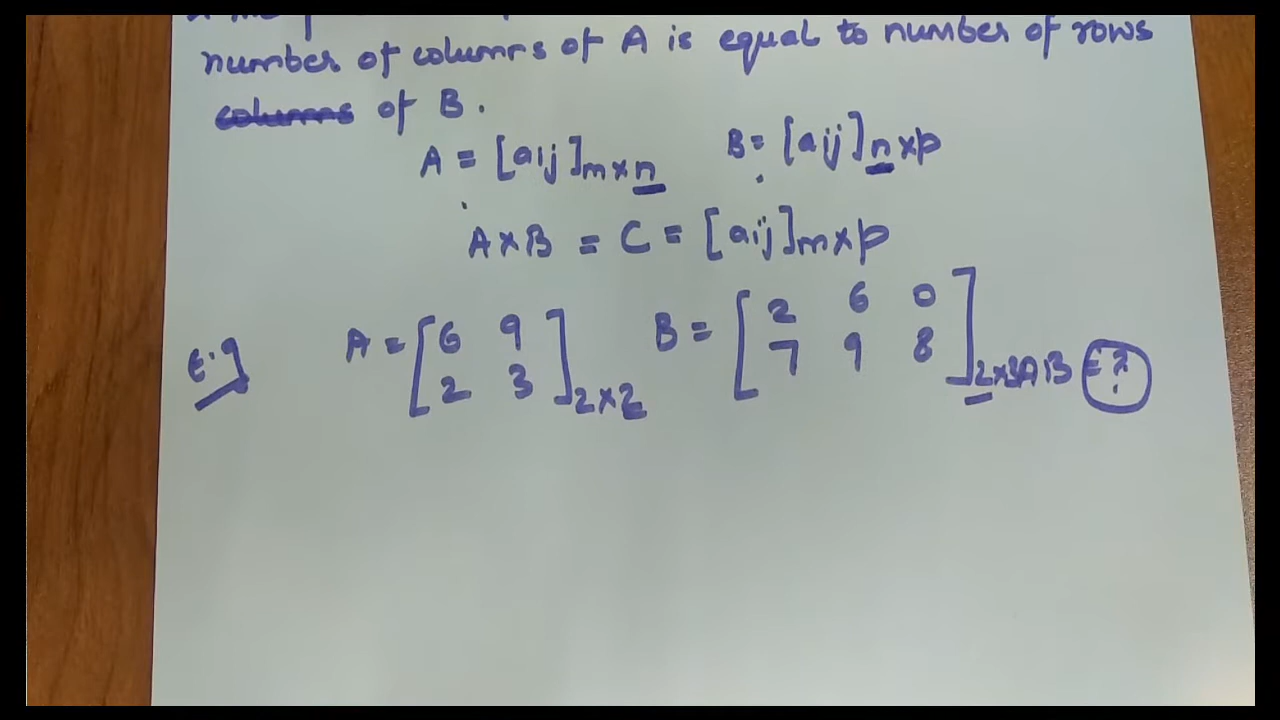 number of columns of A is equal to number of rows
columns of B.
A = [aij]m×n B = [aij]n×p
A×B = C = [aij]m×p
E.g A = [6 9 B = [2 6 0
2 3]2×2 7 9 8]2×3 AB = ?